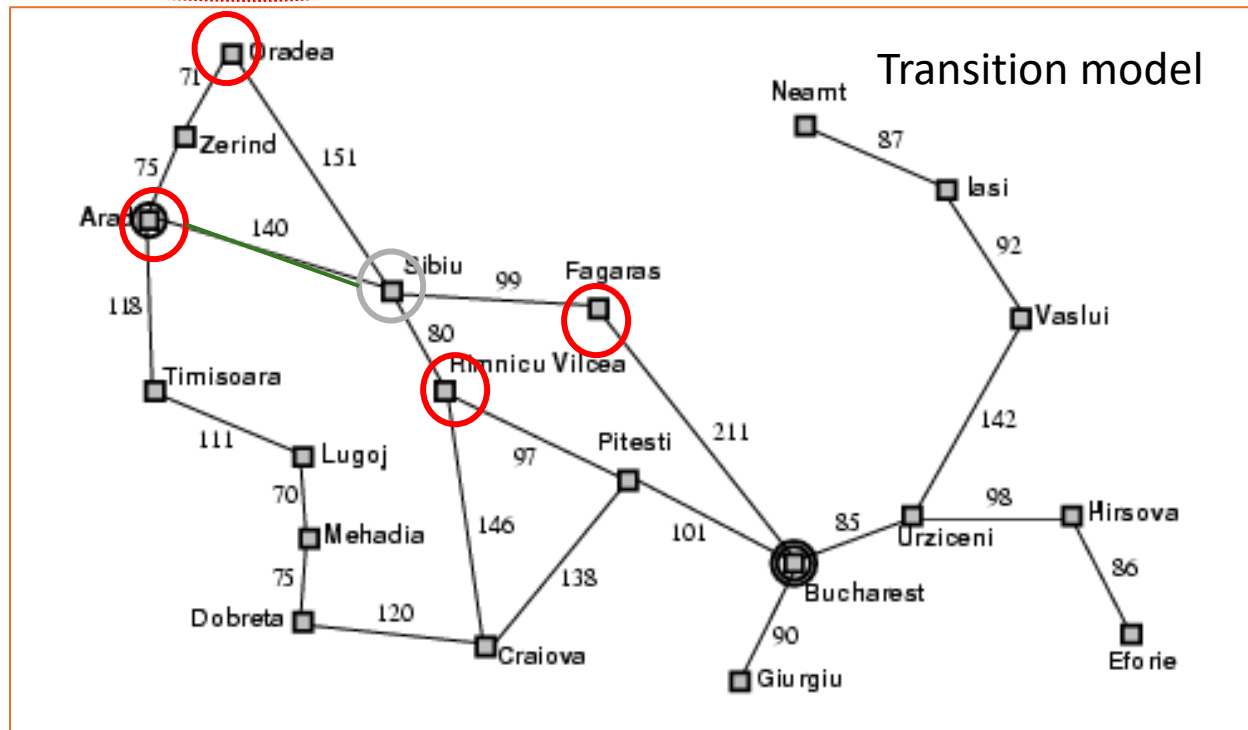 Oradea
Transition model
71
Neamt
Zerind
87
151
75
Iasi
Arad
140
92
Sibiu
99
Fagaras
118
80
Vaslui
Rimnicu Vilcea
Timisoara
111
Pitesti
211
142
Lugoj
97
70
98
Hirsova
146
85
Mehadia
101
Urziceni
138
86
75
Bucharest
Dobreta
120
90
Craiova
Eforie
Giurgiu